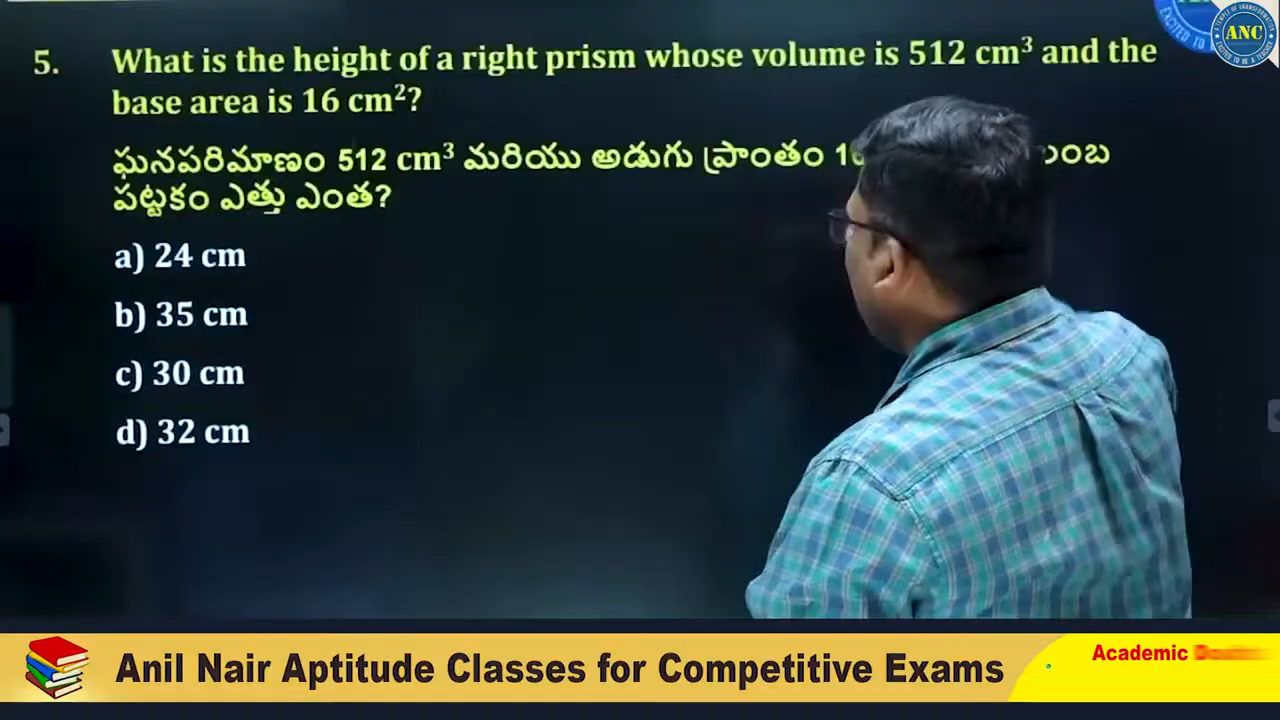 5. What is the height of a right prism whose volume is 512 cm³ and the
base area is 16 cm²?
ఘనపరిమాణం 512 cm³ మరియు అడుగు ప్రాంతం
పట్టకం ఎత్తు ఎంత?
a) 24 cm
b) 35 cm
c) 30 cm
d) 32 cm
ANC
Anil Nair Aptitude Classes for Competitive Exams
Academic